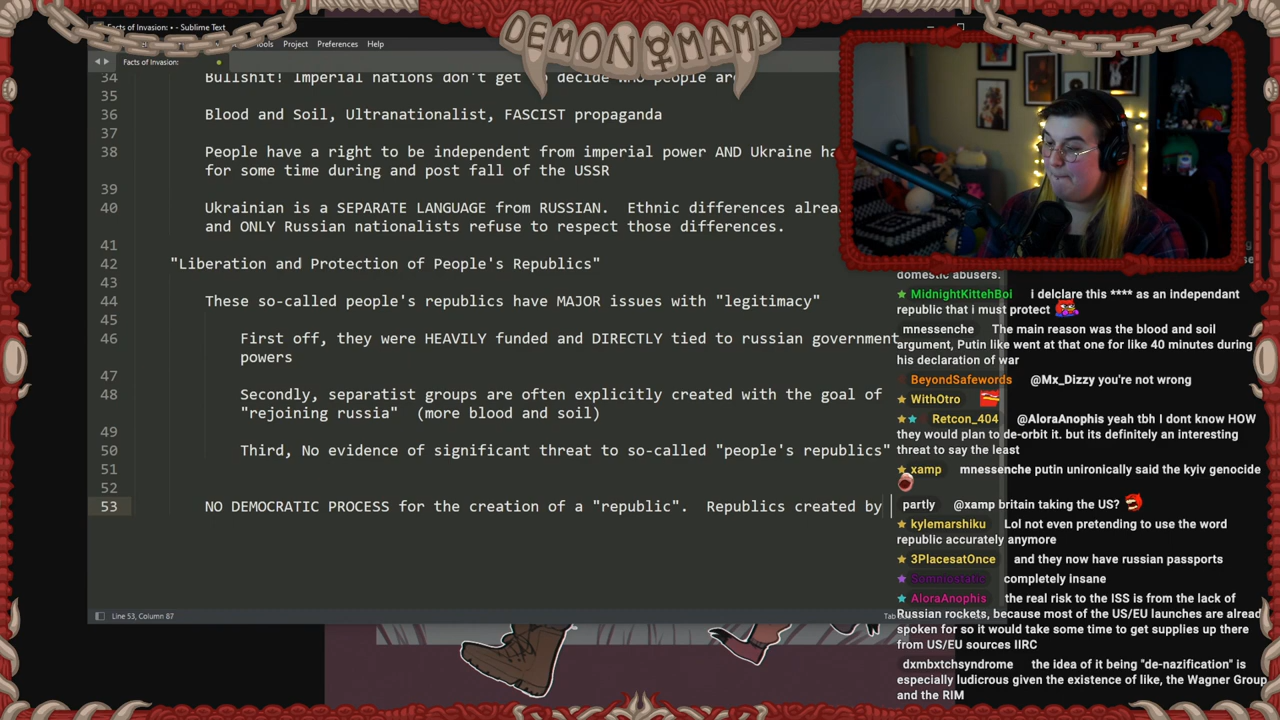 DEMON MAMA
Facts of Invasion: • - Sublime Text
Tools Project Preferences Help
Facts of Invasion:
34 Bullshit! Imperial nations don't get to decide who people are
35
36 Blood and Soil, Ultranationalist, FASCIST propaganda
37
38 People have a right to be independent from imperial power AND Ukraine ha
for some time during and post fall of the USSR
39
40 Ukrainian is a SEPARATE LANGUAGE from RUSSIAN. Ethnic differences alrea
and ONLY Russian nationalists refuse to respect those differences.
41
42 "Liberation and Protection of People's Republics"
43
44 These so-called people's republics have MAJOR issues with "legitimacy"
45
46 First off, they were HEAVILY funded and DIRECTLY tied to russian government
powers
47
48 Secondly, separatist groups are often explicitly created with the goal of
"rejoining russia" (more blood and soil)
49
50 Third, No evidence of significant threat to so-called "people's republics"
51
52
53 NO DEMOCRATIC PROCESS for the creation of a "republic". Republics created by
Line 53, Column 87
domestic abusers.
MidnightKittehBoi i delclare this **** as an independant
republic that i must protect
mnessenche The main reason was the blood and soil
argument, Putin like went at that one for like 40 minutes during
his declaration of war
BeyondSafewords @Mx_Dizzy you're not wrong
WithOtro
Retcon_404 @AloraAnophis yeah tbh I dont know HOW
they would plan to de-orbit it. but its definitely an interesting
threat to say the least
xamp mnessenche putin unironically said the kyiv genocide
partly @xamp britain taking the US?
kylemarshiku Lol not even pretending to use the word
republic accurately anymore
3PlacesatOnce and they now have russian passports
Somniostatic completely insane
AloraAnophis the real risk to the ISS is from the lack of
Russian rockets, because most of the US/EU launches are alread
spoken for so it would take some time to get supplies up there
from US/EU sources IIRC
dxmbxtchsyndrome the idea of it being "de-nazification" is
especially ludicrous given the existence of like, the Wagner Group
and the RIM